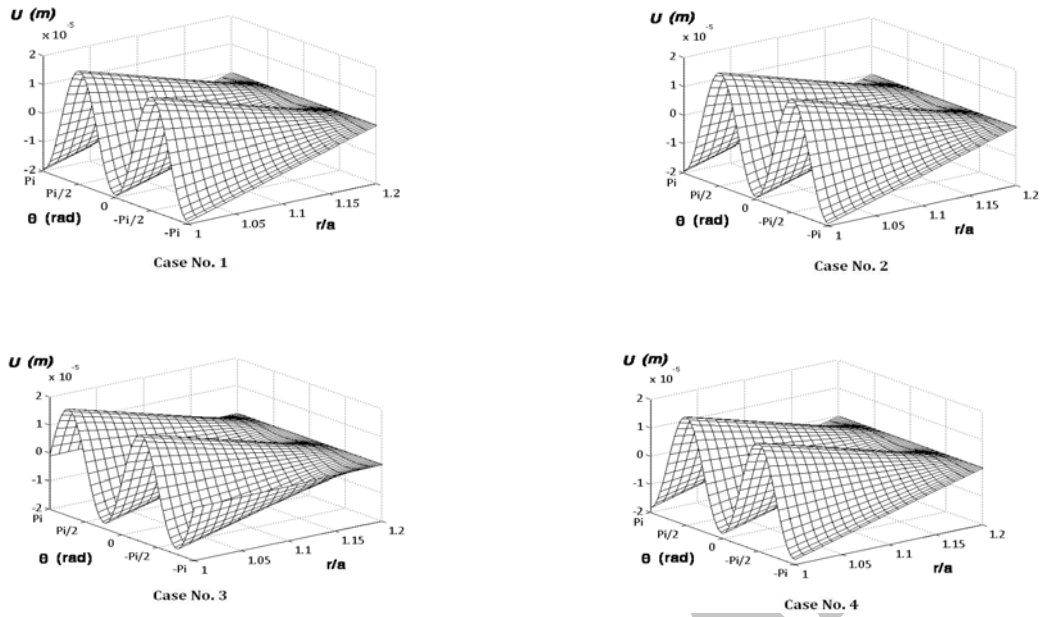 U (m)
x 10⁻⁵
2
1
0
-1
-2
Pi
Pi/2
0
-Pi/2
-Pi
θ (rad)
1
1.05
1.1
1.15
1.2
r/a
Case No. 1
U (m)
x 10⁻⁵
2
1
0
-1
-2
Pi
Pi/2
0
-Pi/2
-Pi
θ (rad)
1
1.05
1.1
1.15
1.2
r/a
Case No. 2
U (m)
x 10⁻⁵
2
1
0
-1
-2
Pi
Pi/2
0
-Pi/2
-Pi
θ (rad)
1
1.05
1.1
1.15
1.2
r/a
Case No. 3
U (m)
x 10⁻⁵
2
1
0
-1
-2
Pi
Pi/2
0
-Pi/2
-Pi
θ (rad)
1
1.05
1.1
1.15
1.2
r/a
Case No. 4